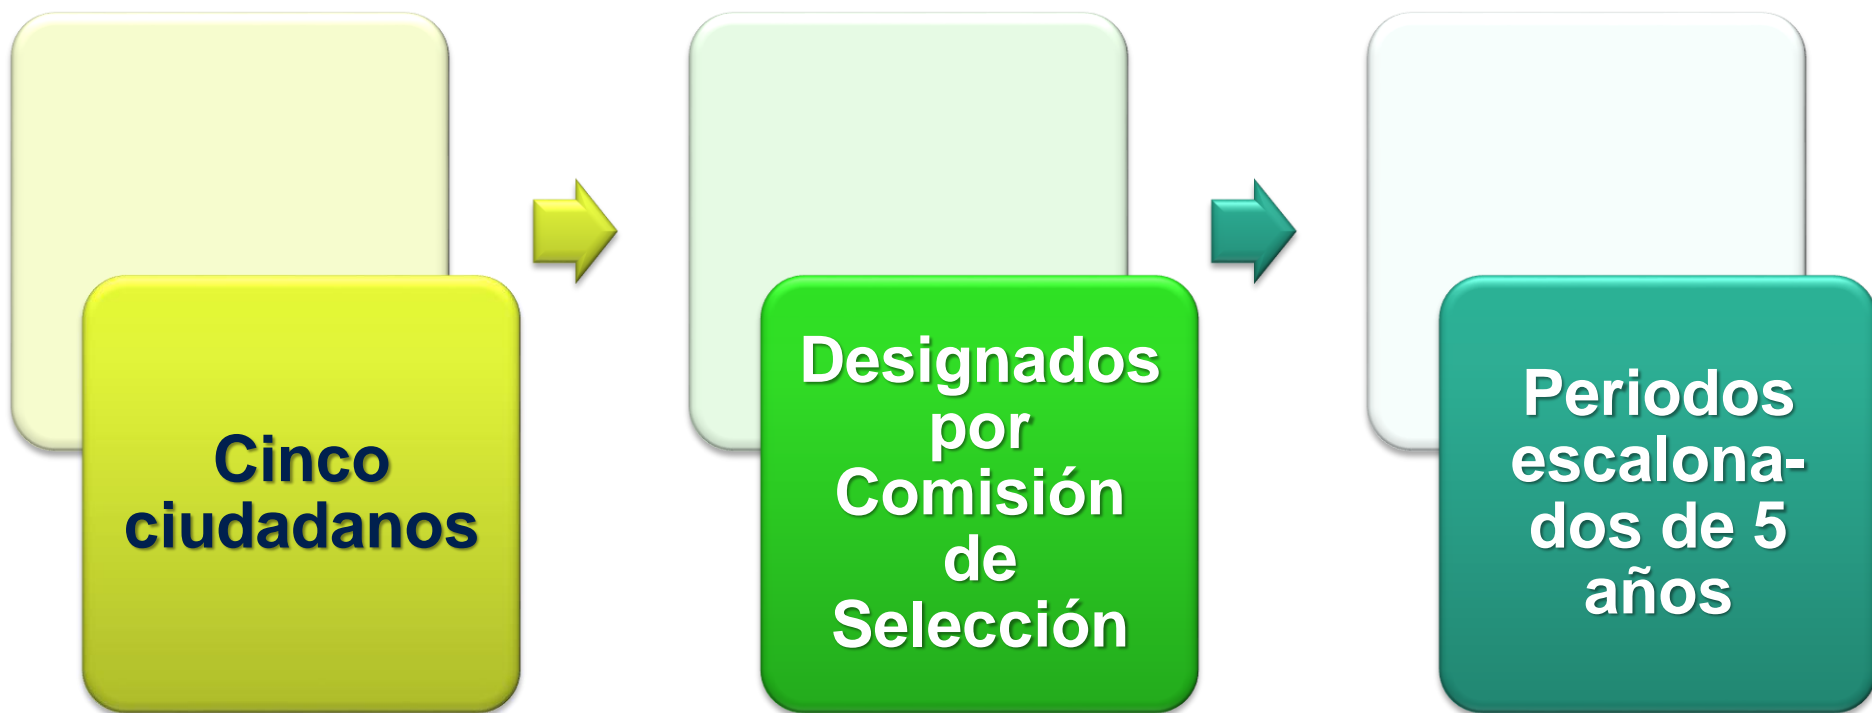 Cinco
ciudadanos
Designados
por
Comisión
de
Selección
Periodos
escalona-
dos de 5
años